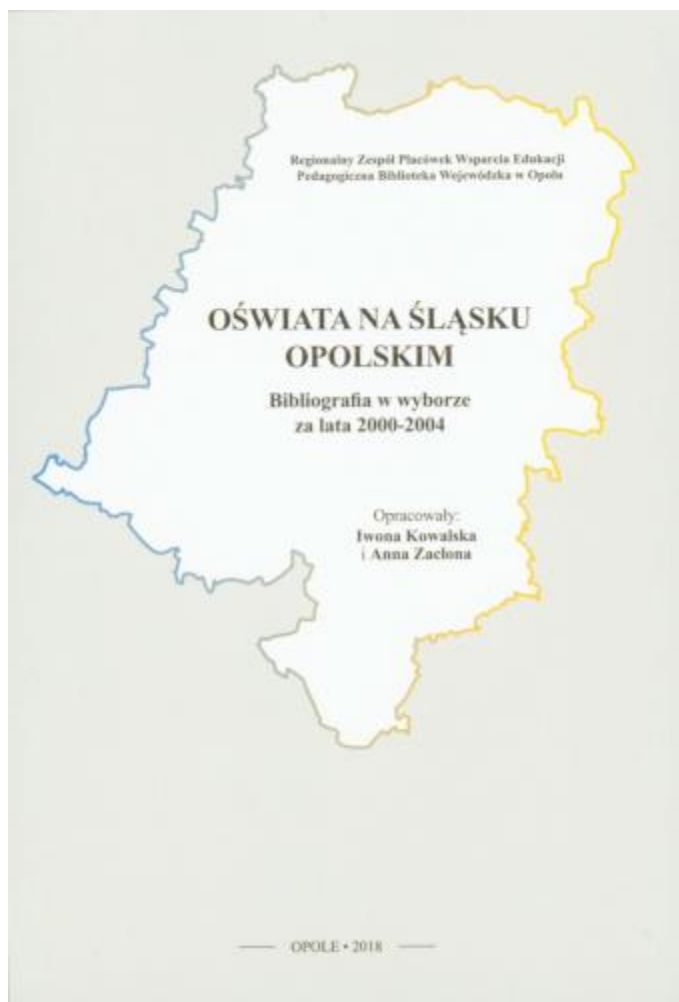 Regionalny Zespół Placówek Wsparcia Edukacji
Pedagogiczna Biblioteka Wojewódzka w Opolu
OŚWIATA NA ŚLĄSKU
OPOLSKIM
Bibliografia w wyborze
za lata 2000-2004
Opracowały:
Iwona Kowalska
i Anna Zacłona
OPOLE • 2018